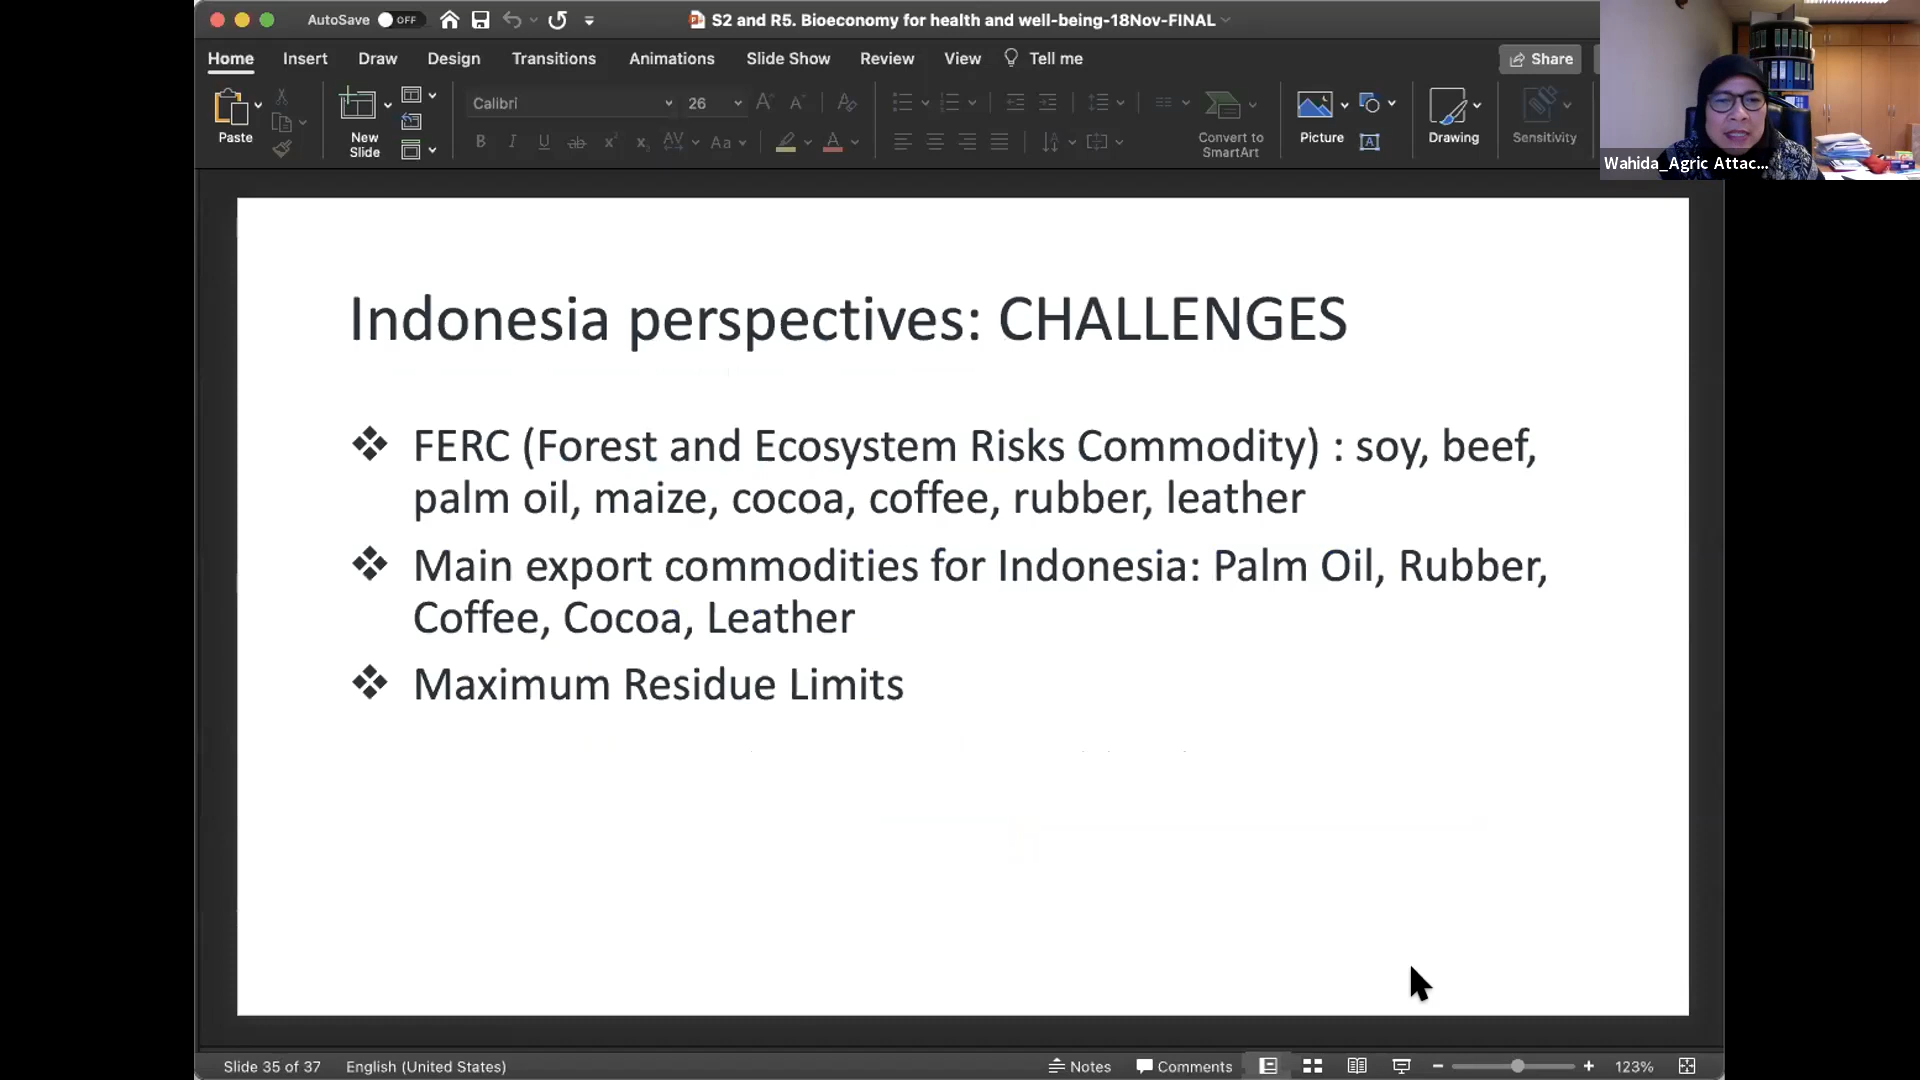 AutoSave OFF S2 and R5. Bioeconomy for health and well-being-18Nov-FINAL
Home Insert Draw Design Transitions Animations Slide Show Review View Tell me Share
Paste
New
Slide
Calibri 26
Convert to
SmartArt
Picture
Drawing
Sensitivity
Wahida_Agric Attac...
Indonesia perspectives: CHALLENGES
FERC (Forest and Ecosystem Risks Commodity) : soy, beef,
palm oil, maize, cocoa, coffee, rubber, leather
Main export commodities for Indonesia: Palm Oil, Rubber,
Coffee, Cocoa, Leather
Maximum Residue Limits
Slide 35 of 37 English (United States) Notes Comments 123%